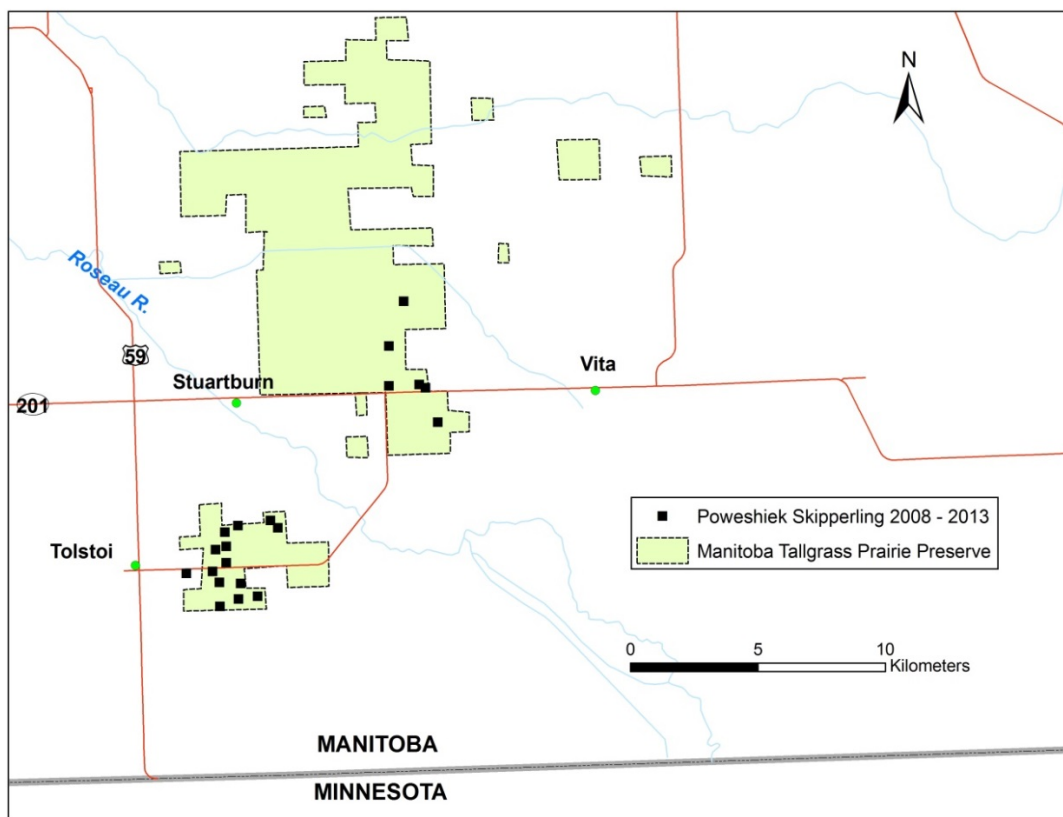 N
Roseau R.
59
Stuartburn
Vita
201
Poweshiek Skipperling 2008 - 2013
Manitoba Tallgrass Prairie Preserve
Tolstoi
0 5 10
Kilometers
MANITOBA
MINNESOTA